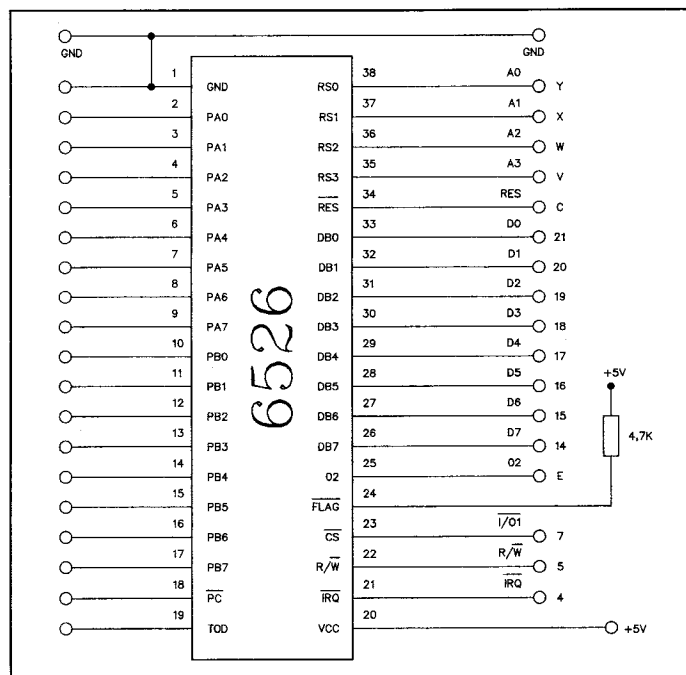 GND GND
1 GND RS0 38 A0 Y
2 PA0 RS1 37 A1 X
3 PA1 RS2 36 A2 W
4 PA2 RS3 35 A3 V
5 PA3 RES 34 RES C
6 PA4 DB0 33 D0 21
7 PA5 DB1 32 D1 20
8 PA6 DB2 31 D2 19
9 PA7 DB3 30 D3 18
10 PB0 DB4 29 D4 17
11 PB1 DB5 28 D5 16
12 PB2 DB6 27 D6 15
13 PB3 DB7 26 D7 14
14 PB4 02 25 02 E
15 PB5 FLAG 24
16 PB6 CS 23 I/O1 7
17 PB7 R/W 22 R/W 5
18 PC IRQ 21 IRQ 4
19 TOD VCC 20 +5V
6526
+5V
4,7K